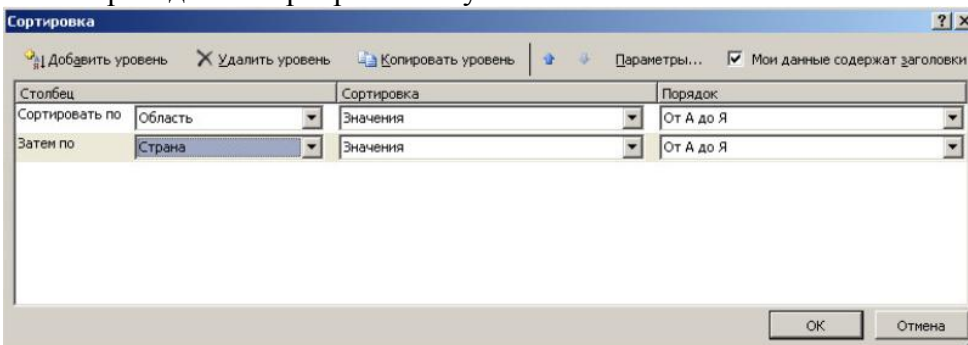 Сортировка
Добавить уровень Удалить уровень Копировать уровень Параметры... Мои данные содержат заголовки
Столбец Сортировка Порядок
Сортировать по Область Значения От А до Я
Затем по Страна Значения От А до Я
ОК Отмена